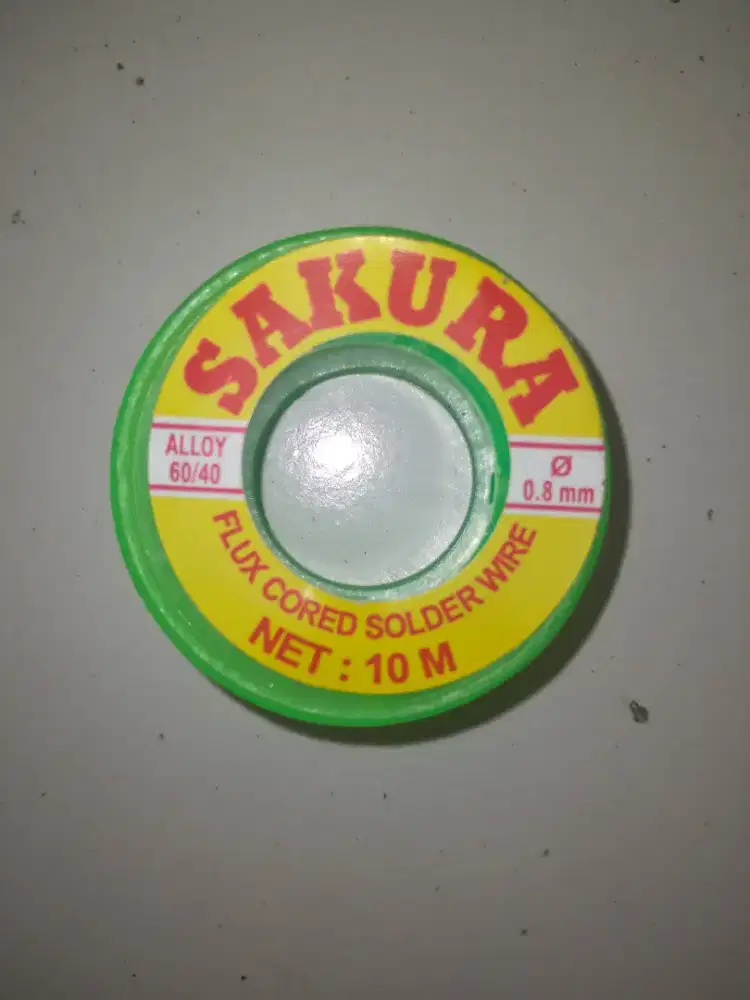 SAKURA
ALLOY
60/40
Ø
0.8 mm
FLUX CORED SOLDER WIRE
NET : 10 M